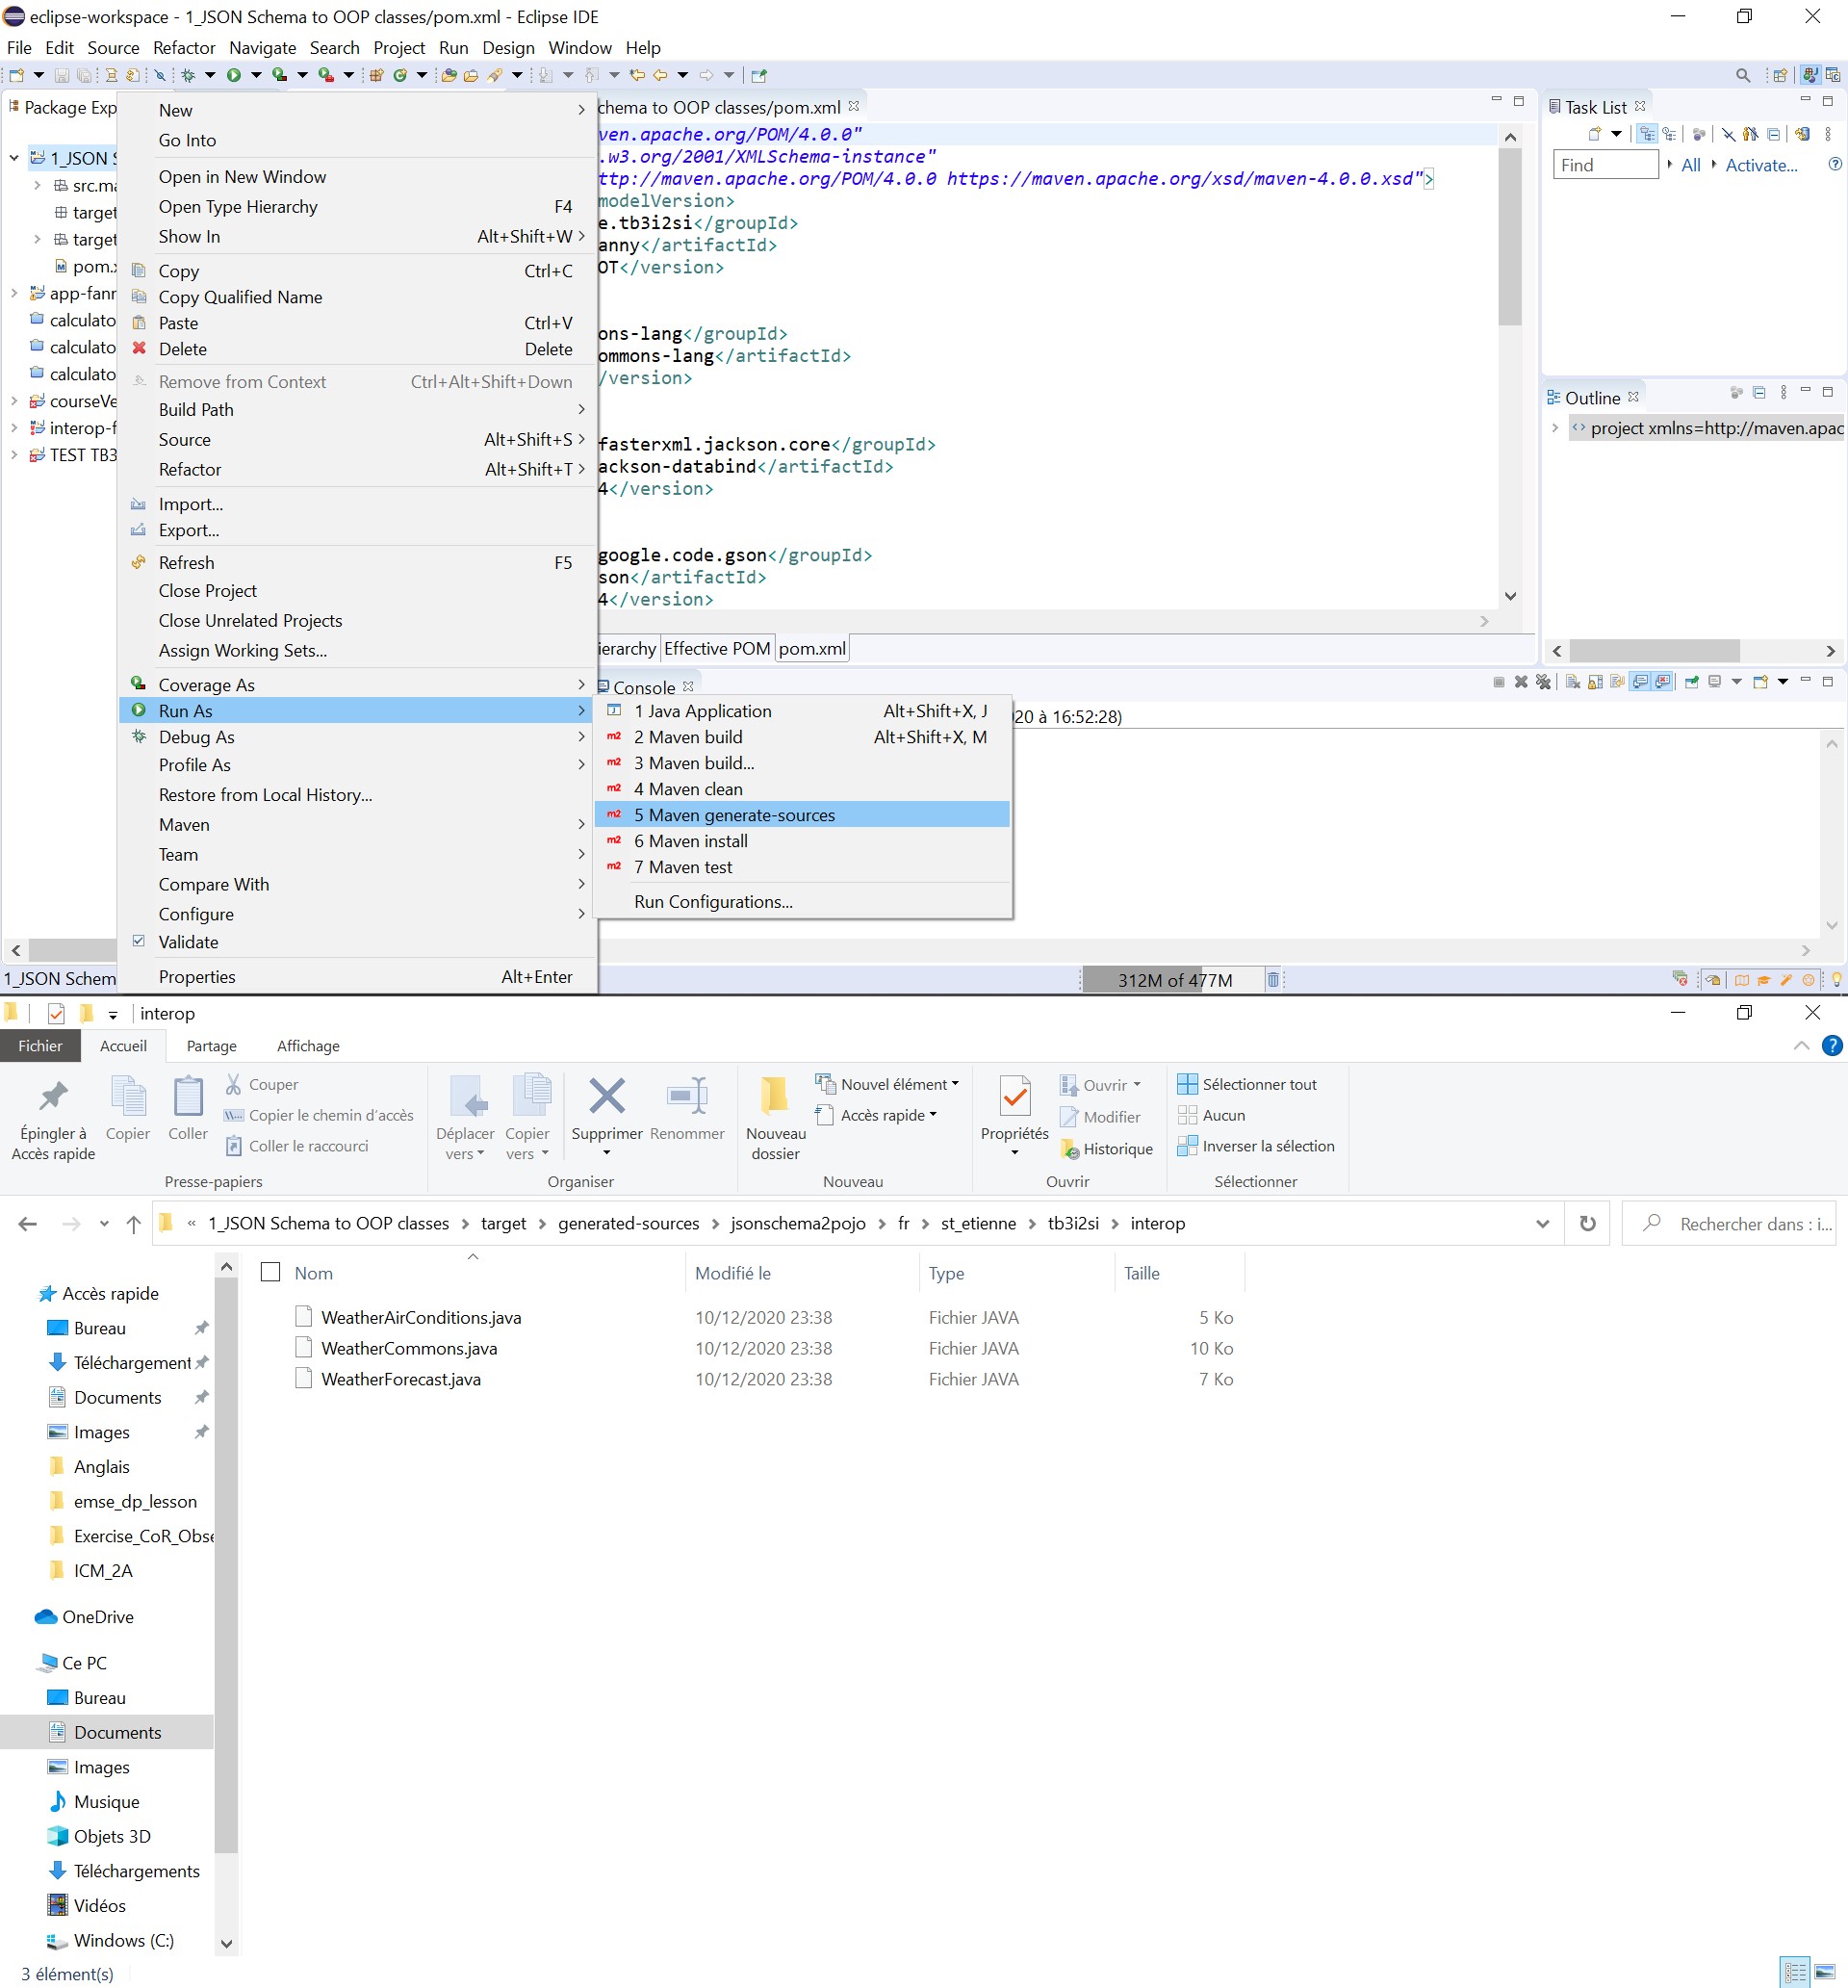 eclipse-workspace - 1_JSON Schema to OOP classes/pom.xml - Eclipse IDE
File Edit Source Refactor Navigate Search Project Run Design Window Help
Package Exp
1_JSON S
src.ma
target
target
pom.x
app-fanr
calculato
calculato
calculato
courseVe
interop-f
TEST TB3
New
Go Into
Open in New Window
Open Type Hierarchy F4
Show In Alt+Shift+W
Copy Ctrl+C
Copy Qualified Name
Paste Ctrl+V
Delete Delete
Remove from Context Ctrl+Alt+Shift+Down
Build Path
Source Alt+Shift+S
Refactor Alt+Shift+T
Import...
Export...
Refresh F5
Close Project
Close Unrelated Projects
Assign Working Sets...
Coverage As
Run As
Debug As
Profile As
Restore from Local History...
Maven
Team
Compare With
Configure
Validate
Properties Alt+Enter
chema to OOP classes/pom.xml
ven.apache.org/POM/4.0.0"
.w3.org/2001/XMLSchema-instance"
ttp://maven.apache.org/POM/4.0.0 https://maven.apache.org/xsd/maven-4.0.0.xsd">
modelVersion>
e.tb3i2si</groupId>
anny</artifactId>
OT</version>
ons-lang</groupId>
ommons-lang</artifactId>
/version>
fasterxml.jackson.core</groupId>
ackson-databind</artifactId>
4</version>
google.code.gson</groupId>
son</artifactId>
4</version>
ierarchy Effective POM pom.xml
Console
20 à 16:52:28)
1 Java Application Alt+Shift+X, J
m2 2 Maven build Alt+Shift+X, M
m2 3 Maven build...
m2 4 Maven clean
m2 5 Maven generate-sources
m2 6 Maven install
m2 7 Maven test
Run Configurations...
Task List
Find All Activate...
Outline
project xmlns=http://maven.apac
1_JSON Schem
312M of 477M
interop
Fichier Accueil Partage Affichage
Épingler à Accès rapide
Copier
Coller
Couper
Copier le chemin d'accès
Coller le raccourci
Presse-papiers
Déplacer vers
Copier vers
Supprimer
Renommer
Organiser
Nouveau dossier
Nouvel élément
Accès rapide
Nouveau
Propriétés
Ouvrir
Modifier
Historique
Ouvrir
Sélectionner tout
Aucun
Inverser la sélection
Sélectionner
« 1_JSON Schema to OOP classes > target > generated-sources > jsonschema2pojo > fr > st_etienne > tb3i2si > interop
Rechercher dans : i...
Accès rapide
Bureau
Téléchargement
Documents
Images
Anglais
emse_dp_lesson
Exercise_CoR_Obse
ICM_2A
OneDrive
Ce PC
Bureau
Documents
Images
Musique
Objets 3D
Téléchargements
Vidéos
Windows (C:)
Nom Modifié le Type Taille
WeatherAirConditions.java 10/12/2020 23:38 Fichier JAVA 5 Ko
WeatherCommons.java 10/12/2020 23:38 Fichier JAVA 10 Ko
WeatherForecast.java 10/12/2020 23:38 Fichier JAVA 7 Ko
3 élément(s)